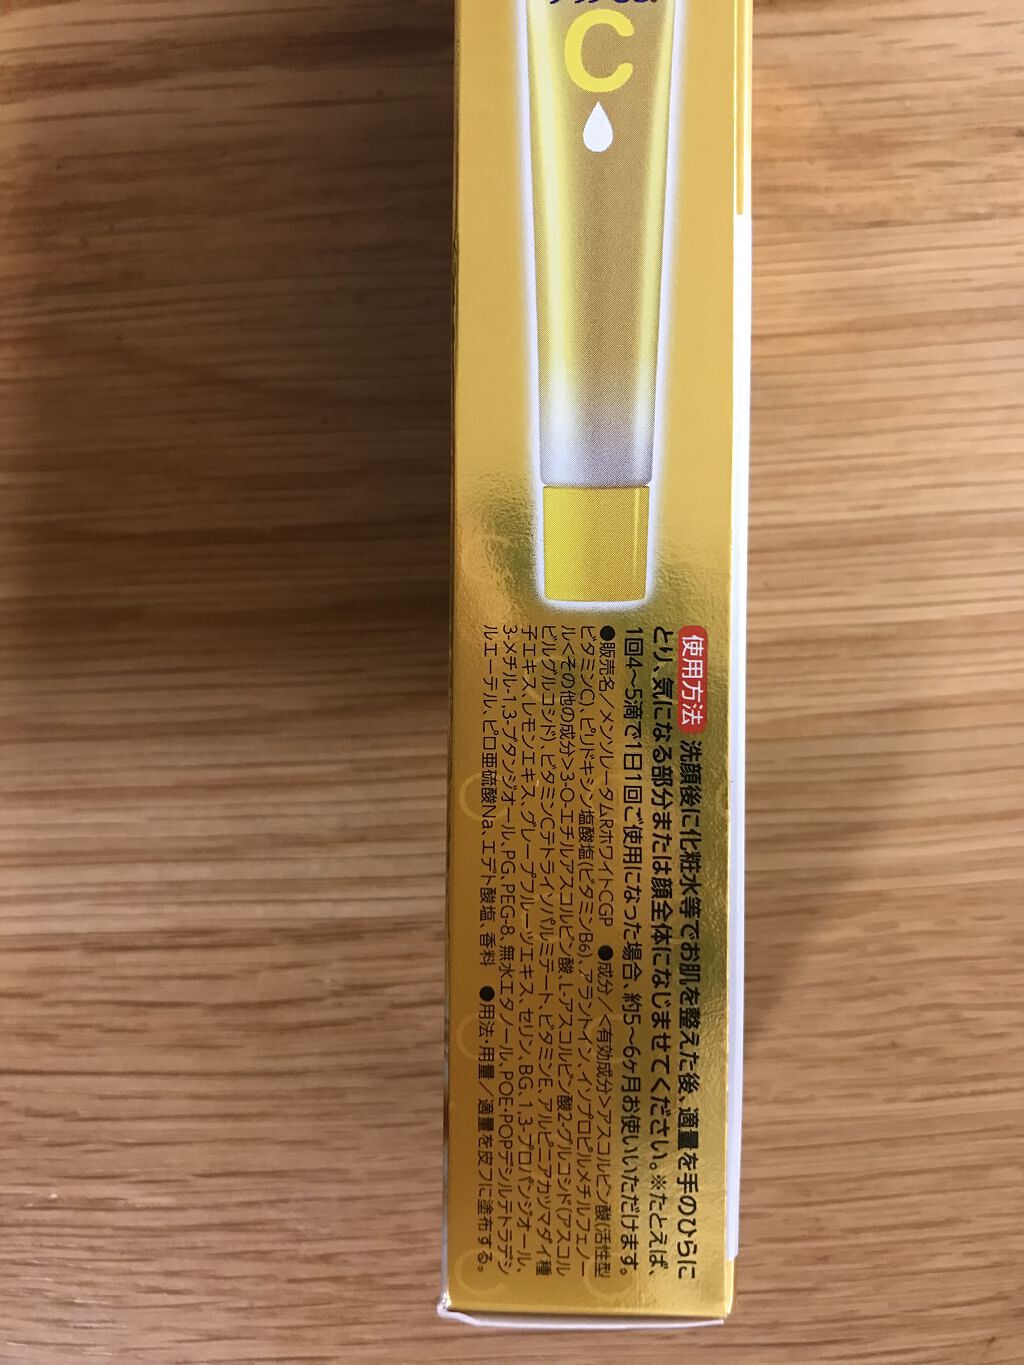 C
使用方法 洗顔後に化粧水等でお肌を整えた後、適量を手のひらに
とり、気になる部分または顔全体になじませてください。※たとえば、
1回4〜5滴で1日1回ご使用になった場合、約5〜6ヶ月お使いいただけます。
●販売名／メンソレータムRホワイトCGP ●成分／<有効成分>アスコルビン酸(活性型
ビタミンC)、ピリドキシン塩酸塩(ビタミンB6)、アラントイン、イソプロピルメチルフェノー
ル<その他の成分>3-O-エチルアスコルビン酸、L-アスコルビン酸2-グルコシド(アスコル
ビルグルコシド)、ビタミンCテトライソパルミテート、ビタミンE、アルピニアカツマダイ種
子エキス、レモンエキス、グレープフルーツエキス、セリン、BG、1,3-プロパンジオール、
3-メチル-1,3-ブタンジオール、PG、PEG-8、無水エタノール、POE・POPデシルテトラデシ
ルエーテル、ピロ亜硫酸Na、エデト酸塩、香料 ●用法・用量／適量を皮フに塗布する。